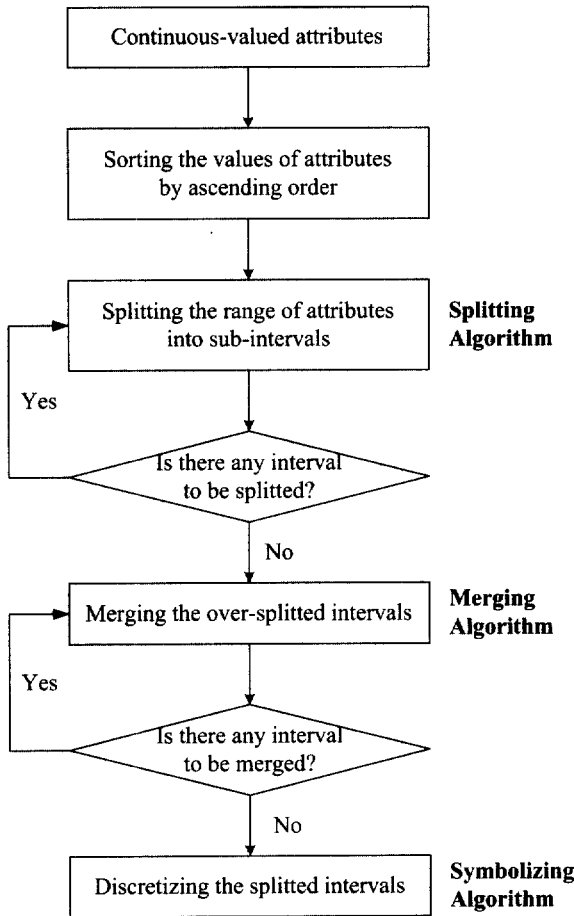 Continuous-valued attributes
Sorting the values of attributes
by ascending order
Splitting the range of attributes
into sub-intervals
Splitting
Algorithm
Yes
Is there any interval
to be splitted?
No
Merging the over-splitted intervals
Merging
Algorithm
Yes
Is there any interval
to be merged?
No
Discretizing the splitted intervals
Symbolizing
Algorithm